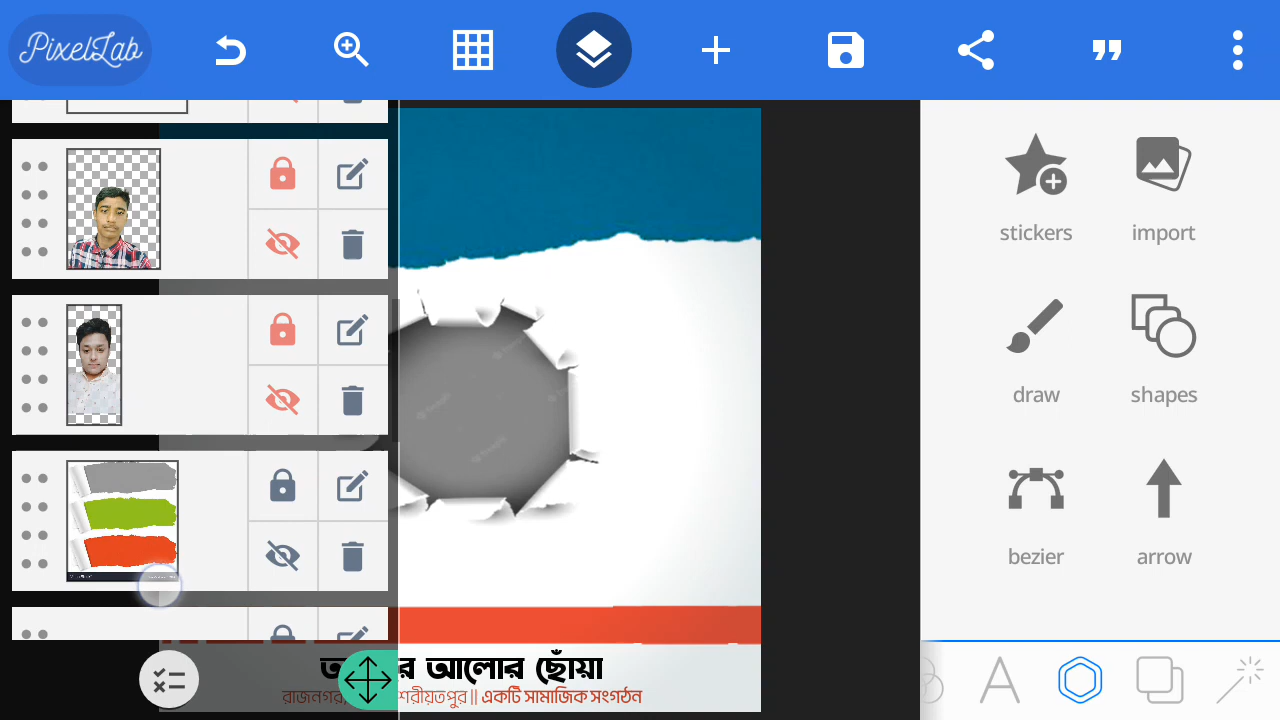 PixelLab
stickers import
draw shapes
bezier arrow
র আলোর ছোঁয়া
রাজনগর, শরীয়তপুর || একটি সামাজিক সংগঠন